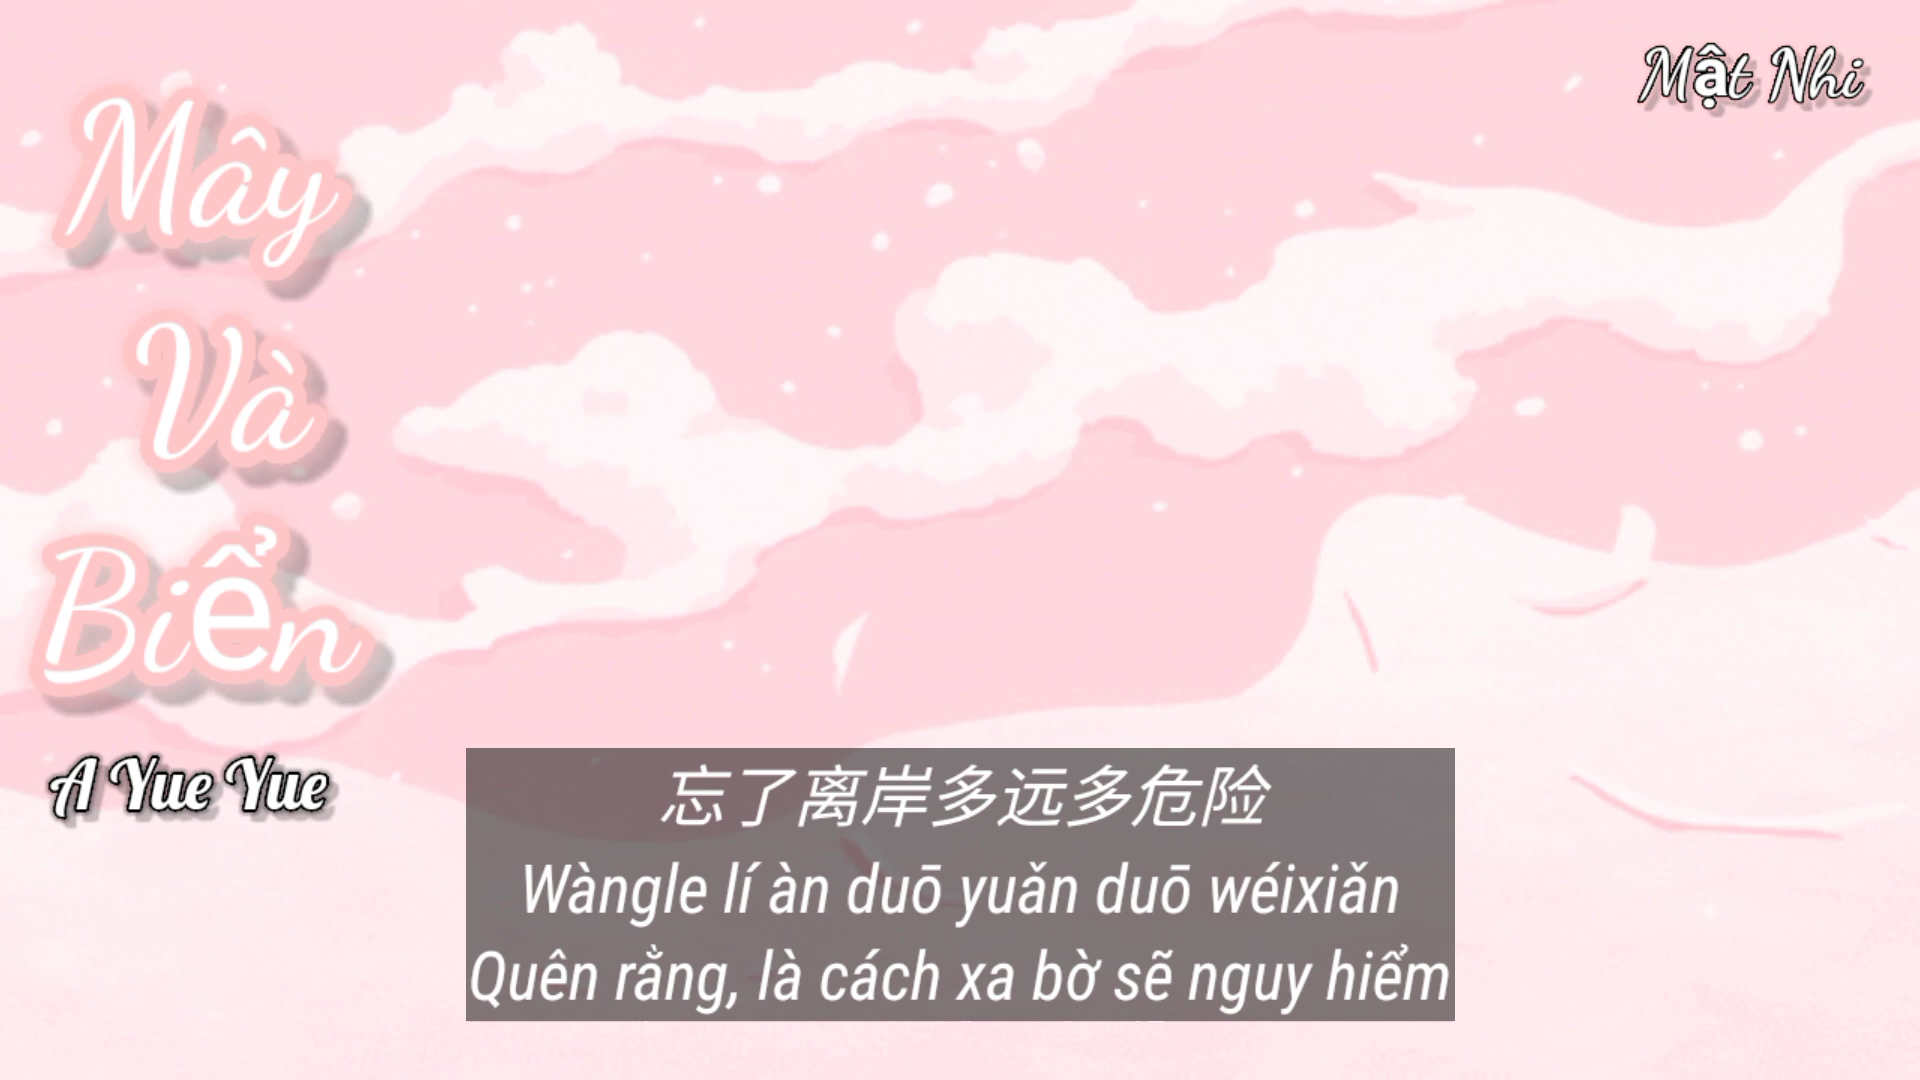 Mây
Và
Biển
A Yue Yue
Mật Nhi
忘了离岸多远多危险
Wàngle lí àn duō yuǎn duō wéixiǎn
Quên rằng, là cách xa bờ sẽ nguy hiểm